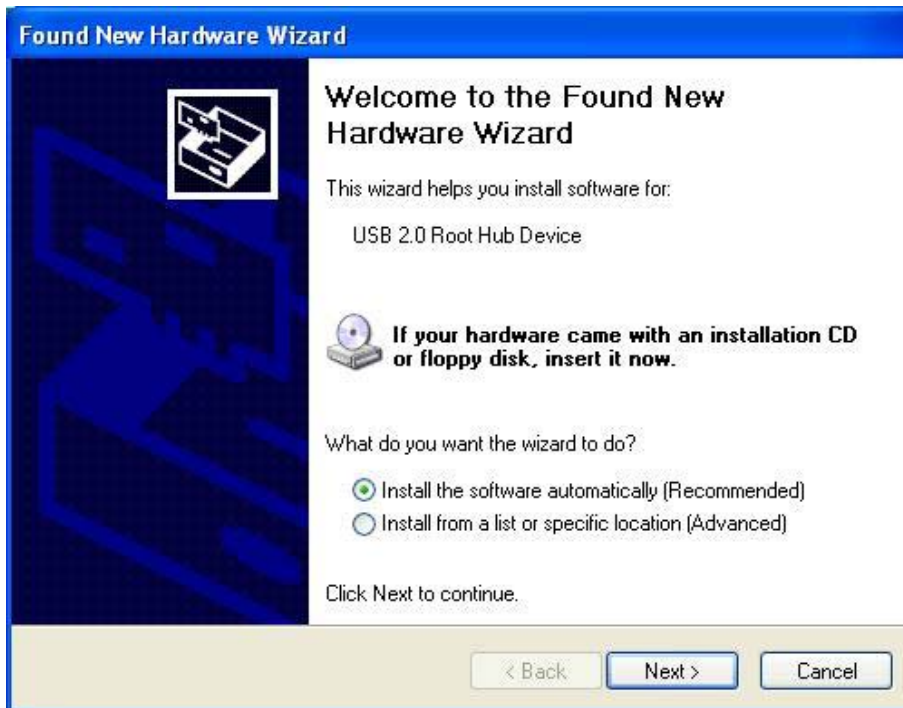 Found New Hardware Wizard
Welcome to the Found New
Hardware Wizard
This wizard helps you install software for:
USB 2.0 Root Hub Device
If your hardware came with an installation CD
or floppy disk, insert it now.
What do you want the wizard to do?
Install the software automatically (Recommended)
Install from a list or specific location (Advanced)
Click Next to continue.
< Back Next > Cancel